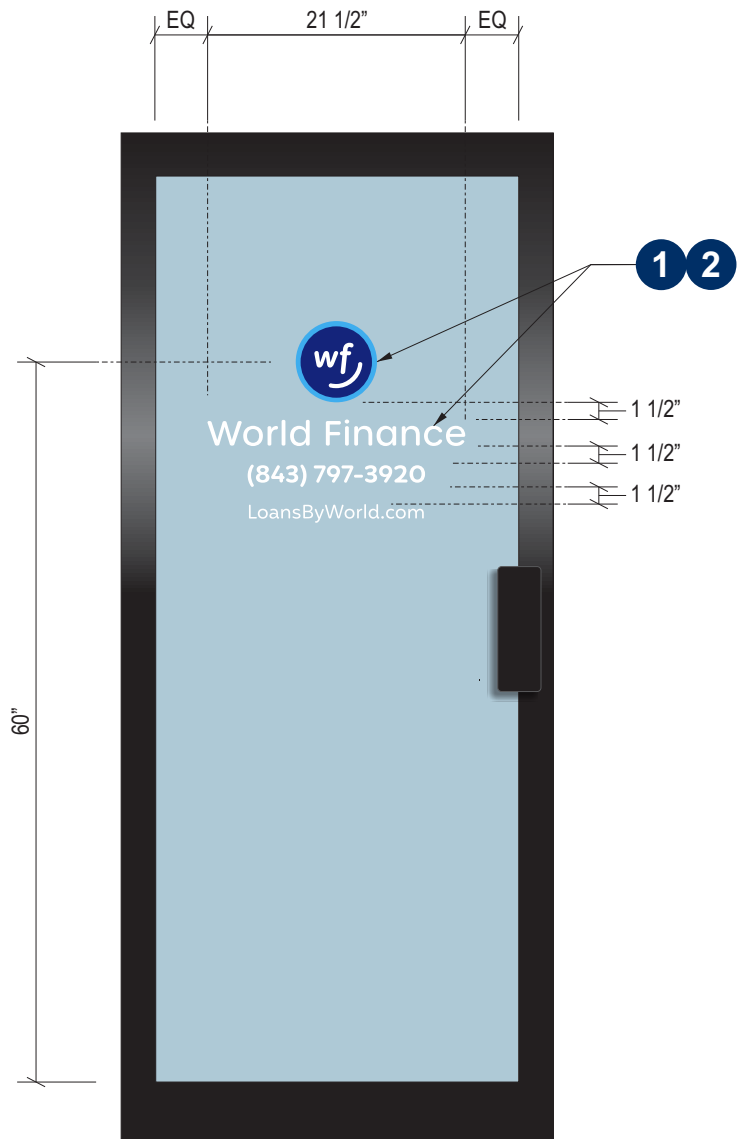 EQ 21 1/2” EQ
1 2
wf
1 1/2”
World Finance
1 1/2”
(843) 797-3920
1 1/2”
LoansByWorld.com
60”